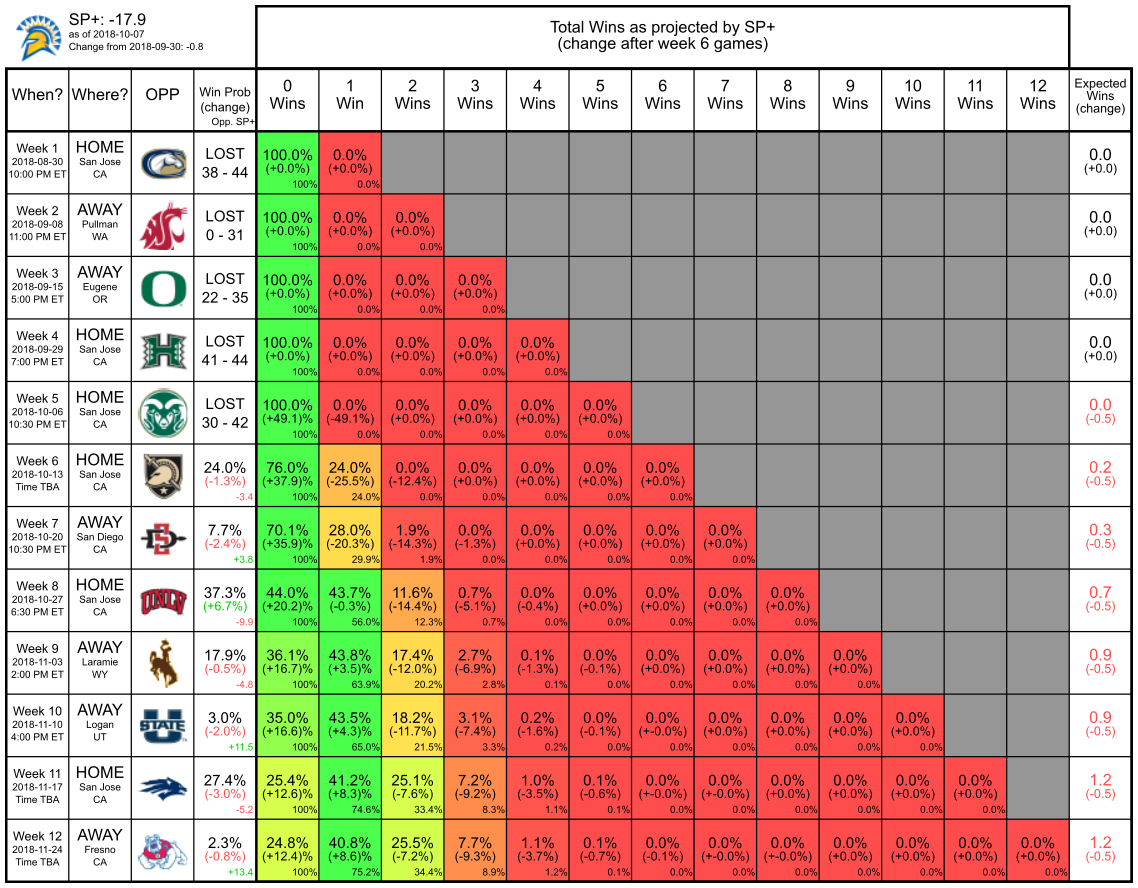 SP+: -17.9
as of 2018-10-07
Change from 2018-09-30: -0.8
Total Wins as projected by SP+
(change after week 6 games)
When? Where? OPP Win Prob (change) Opp. SP+ 0 Wins 1 Win 2 Wins 3 Wins 4 Wins 5 Wins 6 Wins 7 Wins 8 Wins 9 Wins 10 Wins 11 Wins 12 Wins Expected Wins (change)
Week 1 HOME LOST 100.0% 0.0% 0.0
2018-08-30 San Jose (+0.0%) (+0.0%) (+0.0)
10:00 PM ET CA 38 - 44 100% 0.0%
Week 2 AWAY LOST 100.0% 0.0% 0.0% 0.0
2018-09-08 Pullman (+0.0%) (+0.0%) (+0.0%) (+0.0)
11:00 PM ET WA 0 - 31 100% 0.0% 0.0%
Week 3 AWAY LOST 100.0% 0.0% 0.0% 0.0% 0.0
2018-09-15 Eugene (+0.0%) (+0.0%) (+0.0%) (+0.0%) (+0.0)
5:00 PM ET OR 22 - 35 100% 0.0% 0.0% 0.0%
Week 4 HOME LOST 100.0% 0.0% 0.0% 0.0% 0.0% 0.0
2018-09-29 San Jose (+0.0%) (+0.0%) (+0.0%) (+0.0%) (+0.0%) (+0.0)
7:00 PM ET CA 41 - 44 100% 0.0% 0.0% 0.0% 0.0%
Week 5 HOME LOST 100.0% 0.0% 0.0% 0.0% 0.0% 0.0% 0.0
2018-10-06 San Jose (+49.1)% (-49.1%) (+0.0%) (+0.0%) (+0.0%) (+0.0%) (-0.5)
10:30 PM ET CA 30 - 42 100% 0.0% 0.0% 0.0% 0.0% 0.0%
Week 6 HOME 24.0% 76.0% 24.0% 0.0% 0.0% 0.0% 0.0% 0.0% 0.2
2018-10-13 San Jose (-1.3%) (+37.9)% (-25.5%) (-12.4%) (+0.0%) (+0.0%) (+0.0%) (+0.0%) (-0.5)
Time TBA CA -3.4 100% 24.0% 0.0% 0.0% 0.0% 0.0% 0.0%
Week 7 AWAY 7.7% 70.1% 28.0% 1.9% 0.0% 0.0% 0.0% 0.0% 0.0% 0.3
2018-10-20 San Diego (-2.4%) (+35.9)% (-20.3%) (-14.3%) (-1.3%) (+0.0%) (+0.0%) (+0.0%) (+0.0%) (-0.5)
10:30 PM ET CA +3.8 100% 29.9% 1.9% 0.0% 0.0% 0.0% 0.0% 0.0%
Week 8 HOME UNLV 37.3% 44.0% 43.7% 11.6% 0.7% 0.0% 0.0% 0.0% 0.0% 0.0% 0.7
2018-10-27 San Jose (+6.7%) (+20.2)% (-0.3%) (-14.4%) (-5.1%) (-0.4%) (+0.0%) (+0.0%) (+0.0%) (+0.0%) (-0.5)
6:30 PM ET CA -9.9 100% 56.0% 12.3% 0.7% 0.0% 0.0% 0.0% 0.0% 0.0%
Week 9 AWAY 17.9% 36.1% 43.8% 17.4% 2.7% 0.1% 0.0% 0.0% 0.0% 0.0% 0.0% 0.9
2018-11-03 Laramie (-0.5%) (+16.7)% (+3.5)% (-12.0%) (-6.9%) (-1.3%) (-0.1%) (+0.0%) (+0.0%) (+0.0%) (+0.0%) (-0.5)
2:00 PM ET WY -4.8 100% 63.9% 20.2% 2.8% 0.1% 0.0% 0.0% 0.0% 0.0% 0.0%
Week 10 AWAY STATE 3.0% 35.0% 43.5% 18.2% 3.1% 0.2% 0.0% 0.0% 0.0% 0.0% 0.0% 0.0% 0.9
2018-11-10 Logan (-2.0%) (+16.6)% (+4.3)% (-11.7%) (-7.4%) (-1.6%) (-0.1%) (+-0.0%) (+0.0%) (+0.0%) (+0.0%) (+0.0%) (-0.5)
4:00 PM ET UT +11.5 100% 65.0% 21.5% 3.3% 0.2% 0.0% 0.0% 0.0% 0.0% 0.0% 0.0%
Week 11 HOME 27.4% 25.4% 41.2% 25.1% 7.2% 1.0% 0.1% 0.0% 0.0% 0.0% 0.0% 0.0% 0.0% 1.2
2018-11-17 San Jose (-3.0%) (+12.6)% (+8.3)% (-7.6%) (-9.2%) (-3.5%) (-0.6%) (+-0.0%) (+-0.0%) (+0.0%) (+0.0%) (+0.0%) (+0.0%) (-0.5)
Time TBA CA -5.2 100% 74.6% 33.4% 8.3% 1.1% 0.1% 0.0% 0.0% 0.0% 0.0% 0.0% 0.0%
Week 12 AWAY 2.3% 24.8% 40.8% 25.5% 7.7% 1.1% 0.1% 0.0% 0.0% 0.0% 0.0% 0.0% 0.0% 0.0% 1.2
2018-11-24 Fresno (-0.8%) (+12.4)% (+8.6)% (-7.2%) (-9.3%) (-3.7%) (-0.7%) (-0.1%) (+-0.0%) (+-0.0%) (+0.0%) (+0.0%) (+0.0%) (+0.0%) (-0.5)
Time TBA CA +13.4 100% 75.2% 34.4% 8.9% 1.2% 0.1% 0.0% 0.0% 0.0% 0.0% 0.0% 0.0% 0.0%